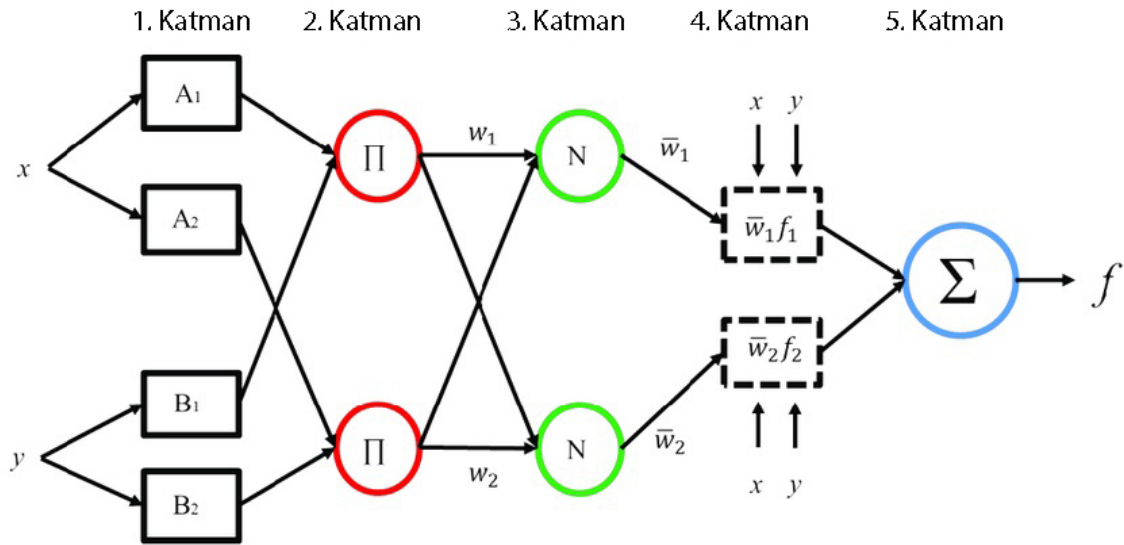 1. Katman 2. Katman 3. Katman 4. Katman 5. Katman
x
y
A1
A2
B1
B2
∏
∏
w₁
w₂
N
N
w̅₁
w̅₂
x y
w̅₁f₁
w̅₂f₂
x y
Σ
f